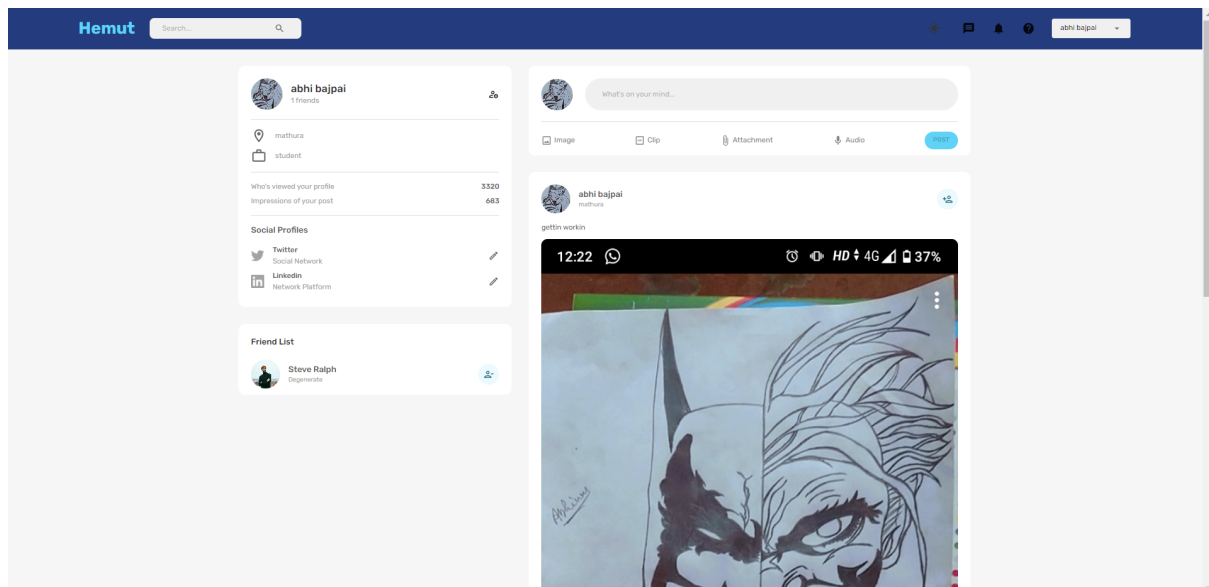 Hemut
Search...
abhi bajpai
abhi bajpai
1 friends
mathura
student
Who's viewed your profile 3320
Impressions of your post 683
Social Profiles
Twitter
Social Network
Linkedin
Network Platform
Friend List
Steve Ralph
Degenerate
What's on your mind...
Image Clip Attachment Audio POST
abhi bajpai
mathura
gettin workin
12:22 HD 4G 37%